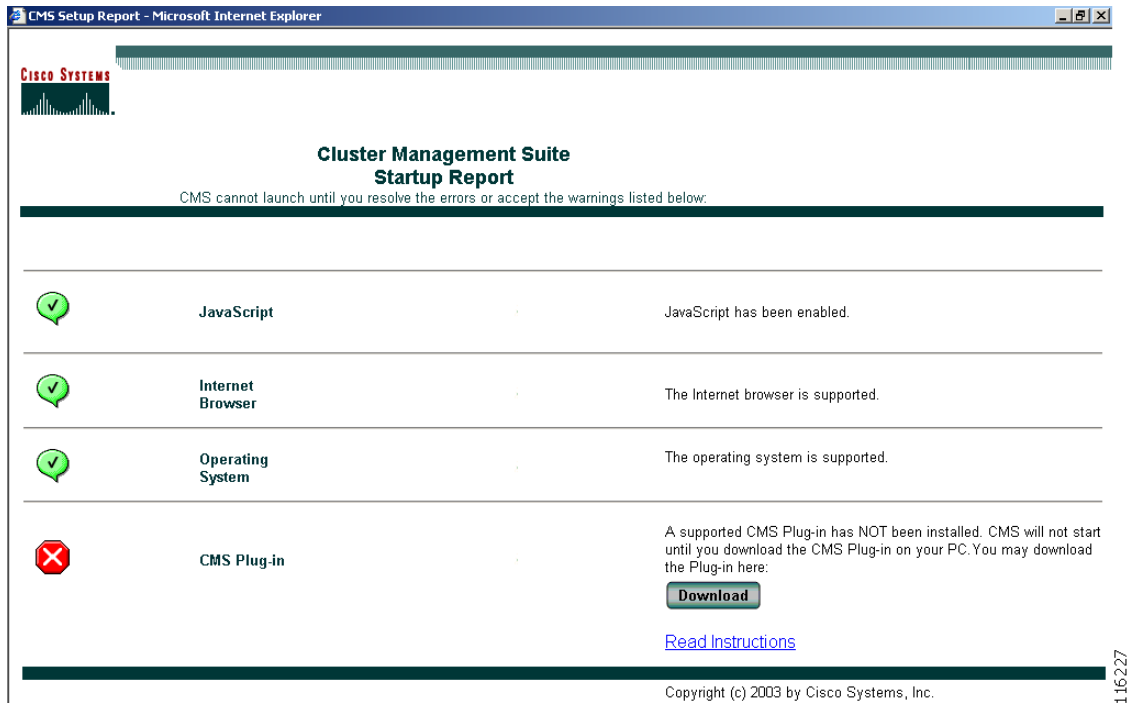 CMS Setup Report - Microsoft Internet Explorer
CISCO SYSTEMS
Cluster Management Suite
Startup Report
CMS cannot launch until you resolve the errors or accept the warnings listed below:
JavaScript
JavaScript has been enabled.
Internet
Browser
The Internet browser is supported.
Operating
System
The operating system is supported.
CMS Plug-in
A supported CMS Plug-in has NOT been installed. CMS will not start
until you download the CMS Plug-in on your PC.You may download
the Plug-in here:
Download
Read Instructions
Copyright (c) 2003 by Cisco Systems, Inc.
116227